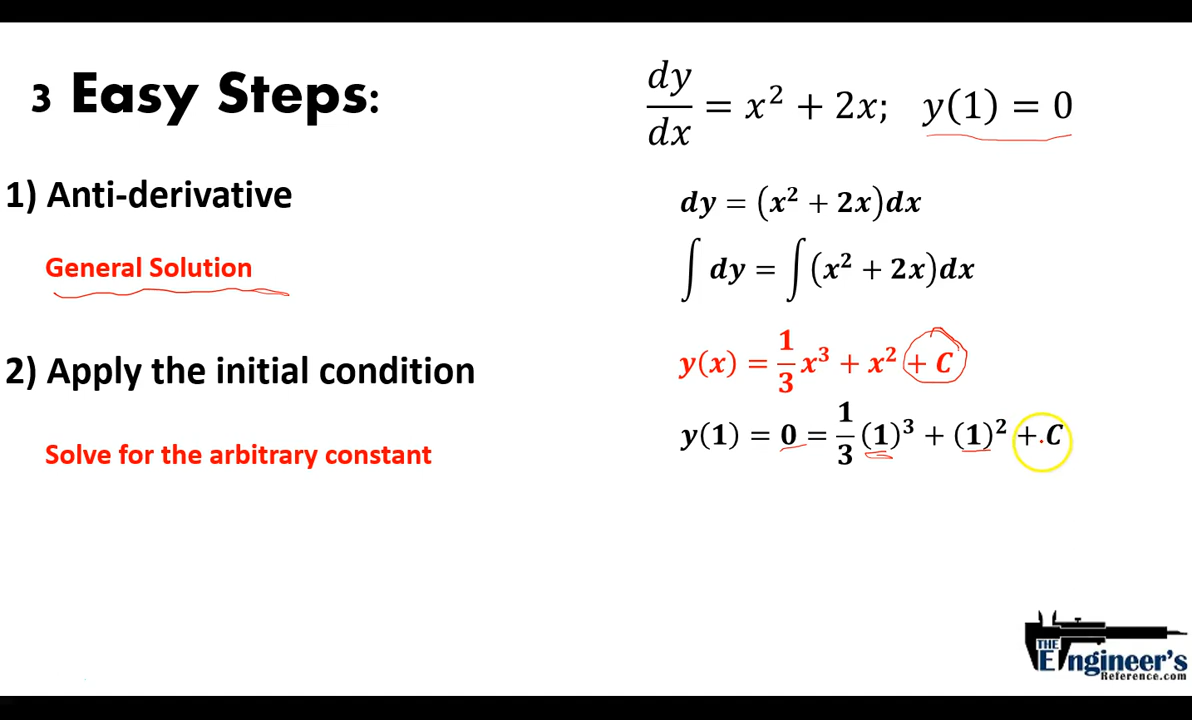 3 Easy Steps:
1) Anti-derivative
General Solution
2) Apply the initial condition
Solve for the arbitrary constant
dy/dx = x² + 2x; y(1) = 0
dy = (x² + 2x)dx
∫ dy = ∫ (x² + 2x)dx
y(x) = 1/3 x³ + x² + C
y(1) = 0 = 1/3 (1)³ + (1)² + C
THE
Engineer's
Reference.com